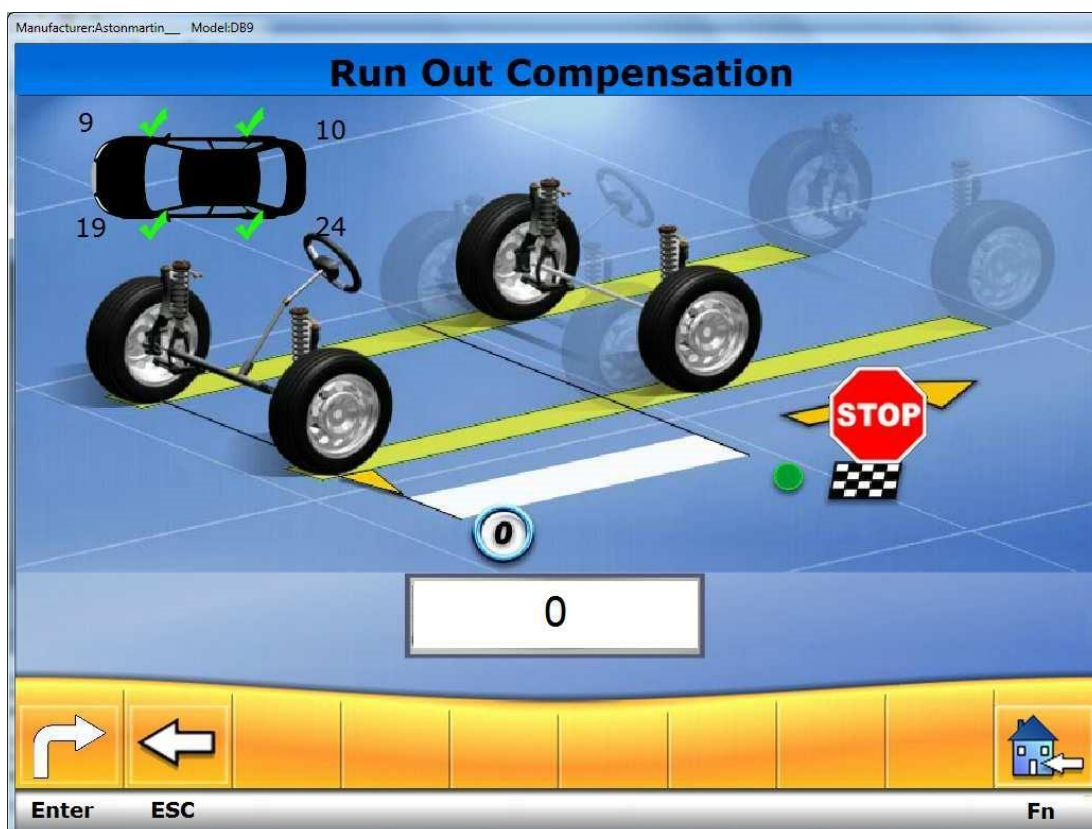 Manufacturer:Astonmartin__ Model:DB9
Run Out Compensation
9
10
19
24
STOP
0
0
Enter ESC Fn